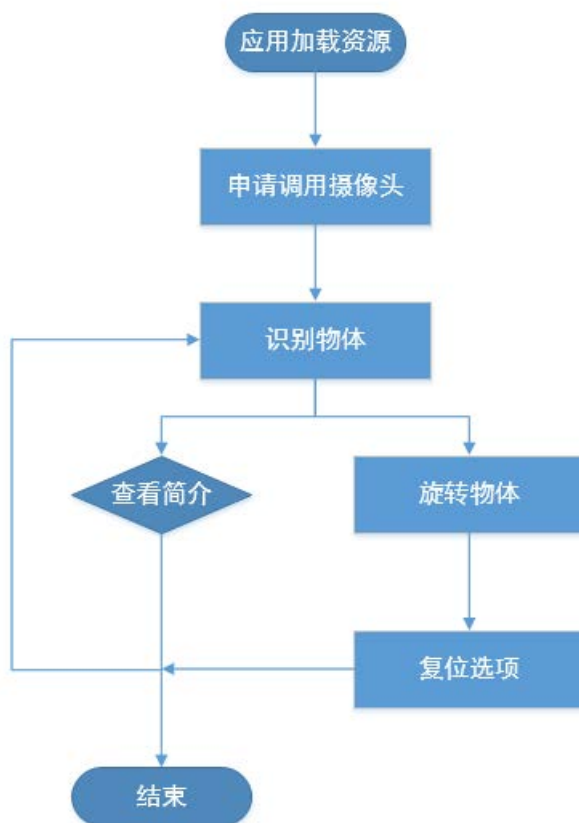 应用加载资源
申请调用摄像头
识别物体
查看简介
旋转物体
复位选项
结束